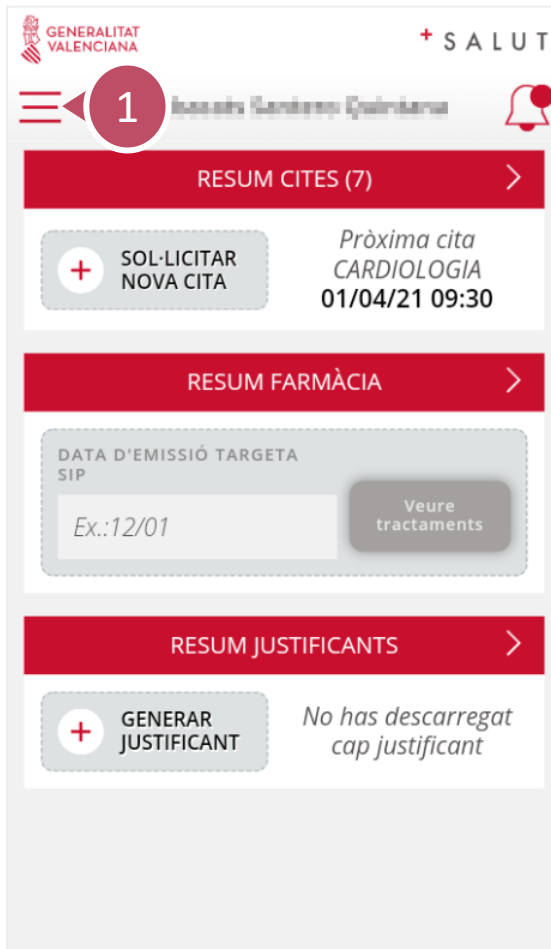 GENERALITAT
VALENCIANA
+ SALUT
1
RESUM CITES (7)
SOL·LICITAR
NOVA CITA
Pròxima cita
CARDIOLOGIA
01/04/21 09:30
RESUM FARMÀCIA
DATA D'EMISSIÓ TARGETA
SIP
Ex.:12/01
Veure
tractaments
RESUM JUSTIFICANTS
GENERAR
JUSTIFICANT
No has descarregat
cap justificant